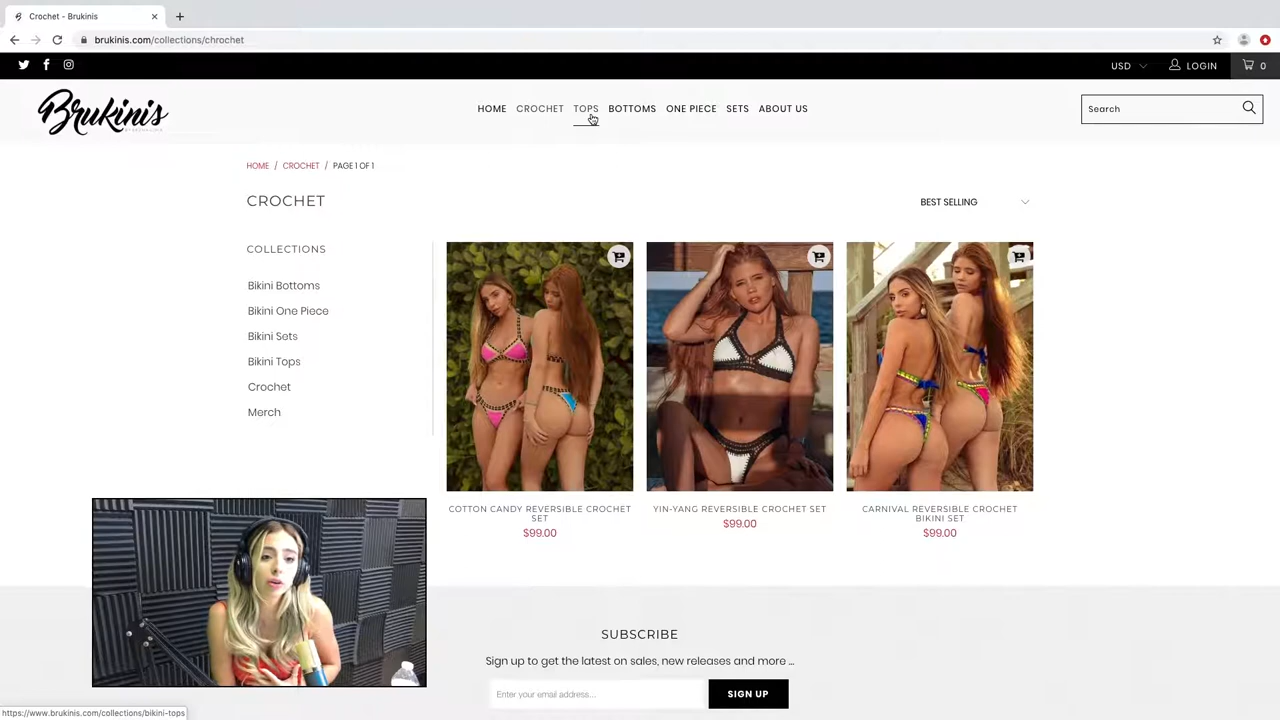 Crochet - Brukinis
brukinis.com/collections/chrochet
USD LOGIN 0
Brukinis
HOME CROCHET TOPS BOTTOMS ONE PIECE SETS ABOUT US
Search
HOME / CROCHET / PAGE 1 OF 1
CROCHET
BEST SELLING
COLLECTIONS
Bikini Bottoms
Bikini One Piece
Bikini Sets
Bikini Tops
Crochet
Merch
COTTON CANDY REVERSIBLE CROCHET
SET
$99.00
YIN-YANG REVERSIBLE CROCHET SET
$99.00
CARNIVAL REVERSIBLE CROCHET
BIKINI SET
$99.00
SUBSCRIBE
Sign up to get the latest on sales, new releases and more ...
Enter your email address...
SIGN UP
https://www.brukinis.com/collections/bikini-tops